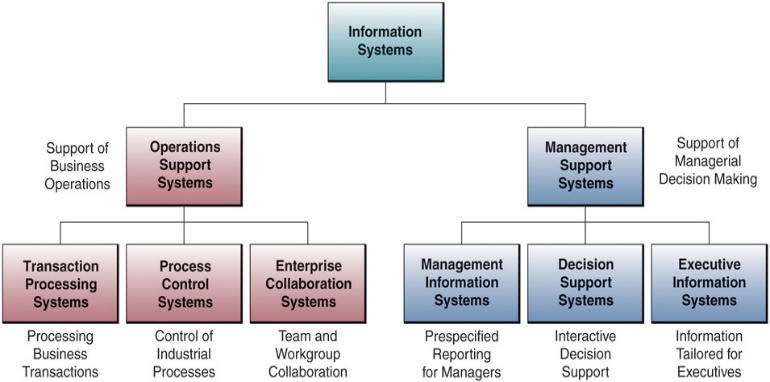 Information
Systems
Support of
Business
Operations
Operations
Support
Systems
Management
Support
Systems
Support of
Managerial
Decision Making
Transaction
Processing
Systems
Process
Control
Systems
Enterprise
Collaboration
Systems
Management
Information
Systems
Decision
Support
Systems
Executive
Information
Systems
Processing
Business
Transactions
Control of
Industrial
Processes
Team and
Workgroup
Collaboration
Prespecified
Reporting
for Managers
Interactive
Decision
Support
Information
Tailored for
Executives